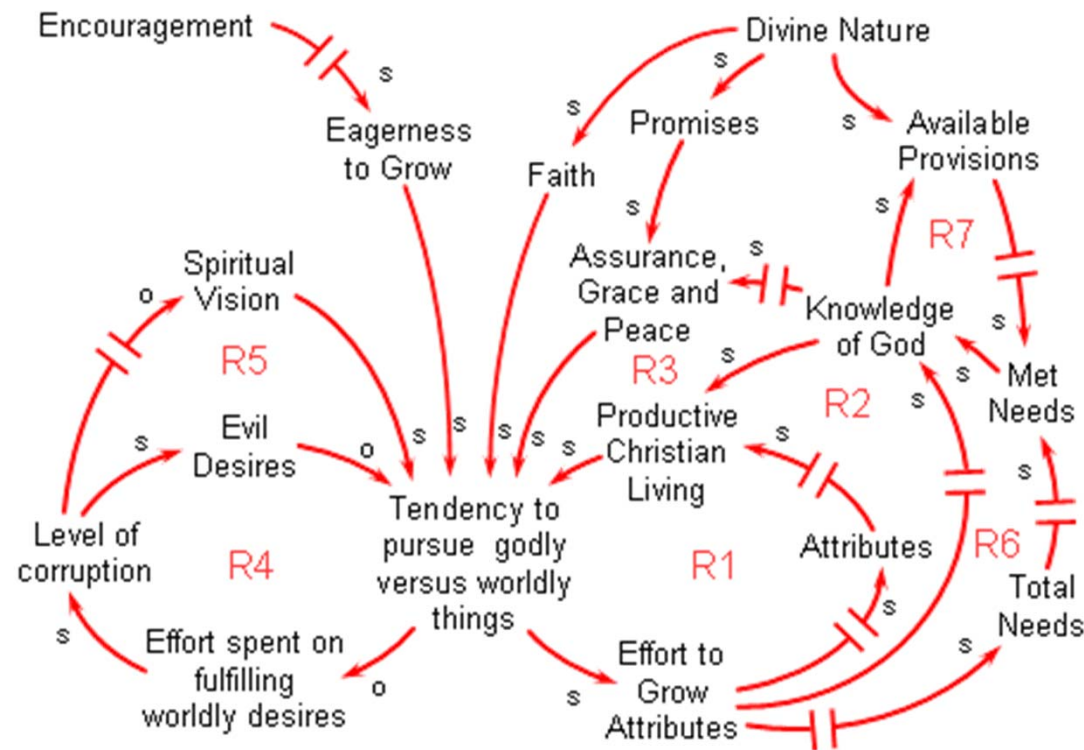 Encouragement
Divine Nature
s
s
s
Promises
s
Available
Provisions
Eagerness
to Grow
Faith
s
s
R7
Spiritual
Vision
Assurance,
Grace and
Peace
s
o
Knowledge
of God
s
R5
R3
s
Met
Needs
s
R2
s
Evil
Desires
Productive
Christian
Living
s
o
s
s
s
s
s
s
s
Tendency to
pursue godly
versus worldly
things
Level of
corruption
R4
R1
Attributes
R6
Total
Needs
s
s
s
Effort spent on
fulfilling
worldly desires
o
s
Effort to
Grow
Attributes